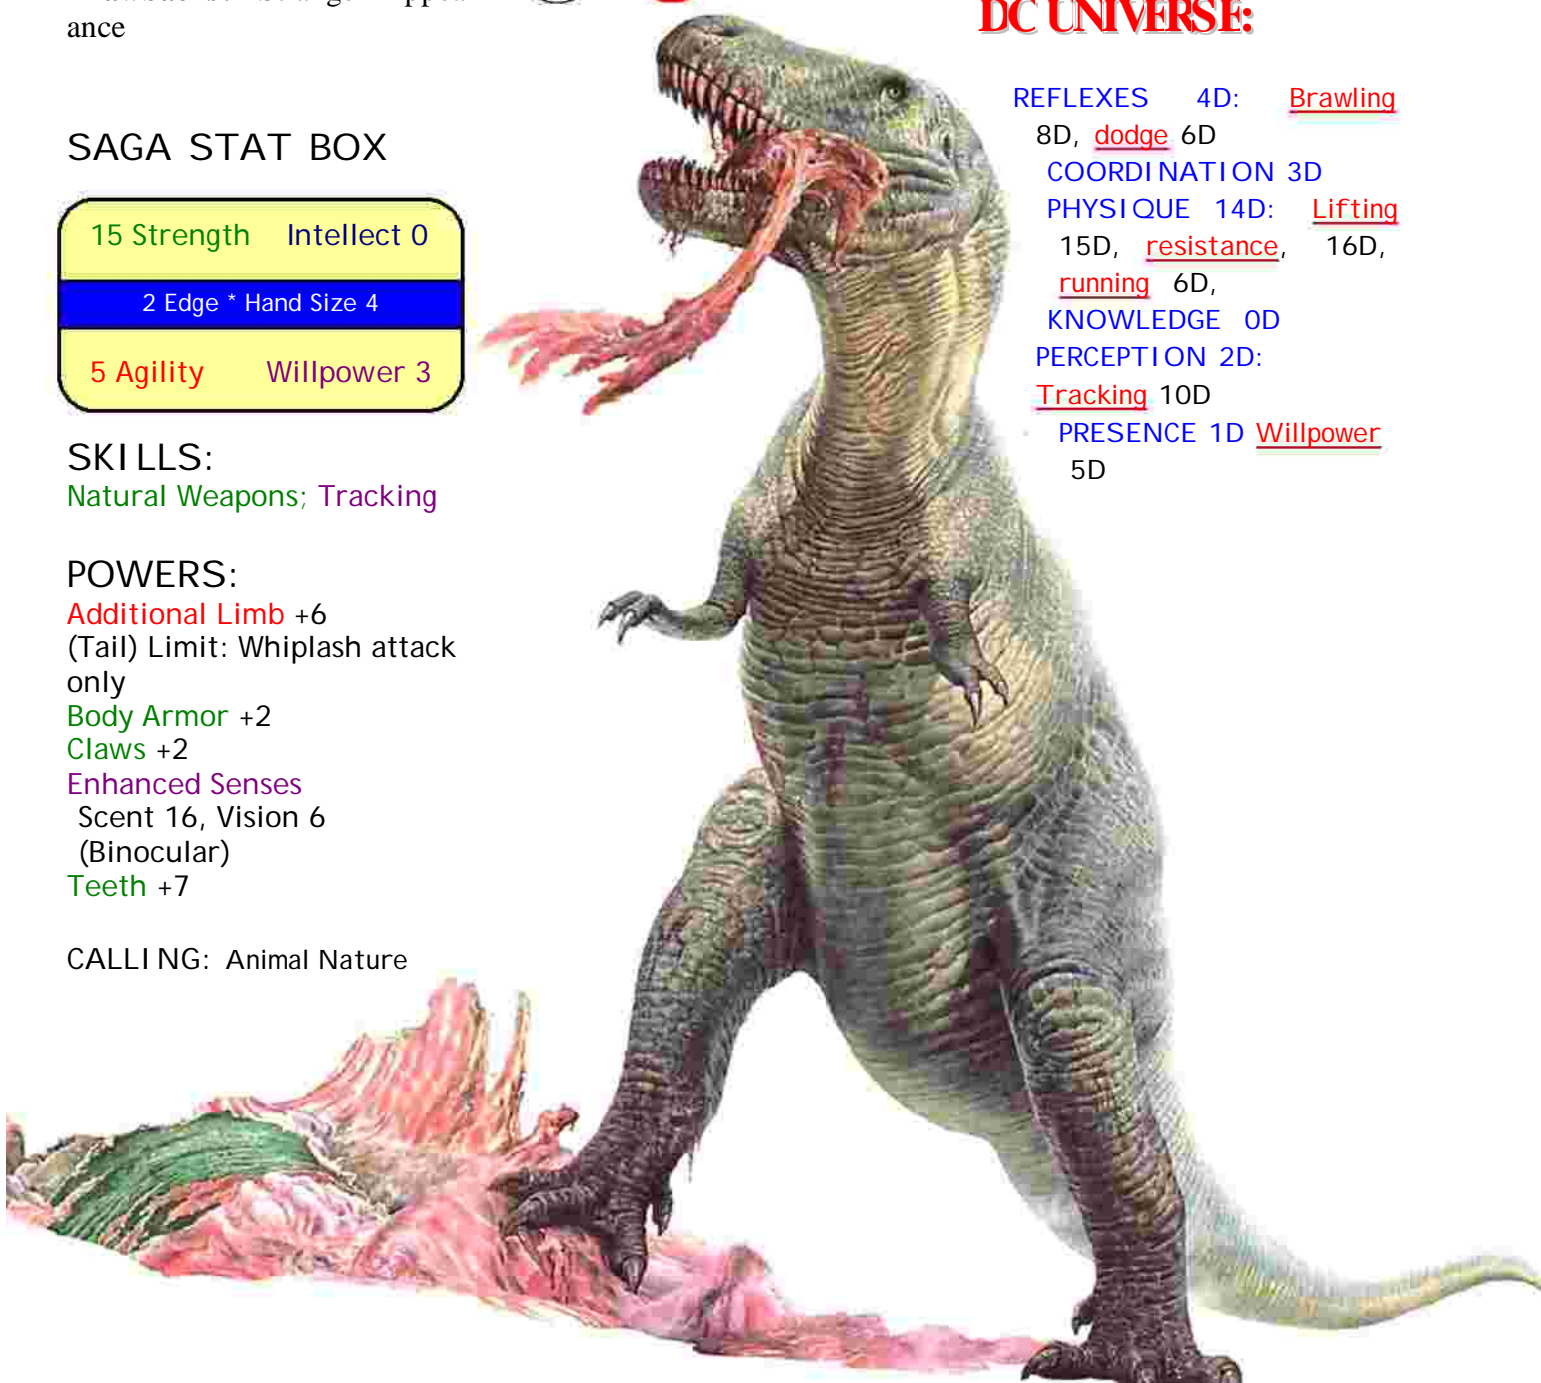 ance
SAGA STAT BOX
15 Strength Intellect 0
2 Edge * Hand Size 4
5 Agility Willpower 3
SKILLS:
Natural Weapons; Tracking
POWERS:
Additional Limb +6
(Tail) Limit: Whiplash attack
only
Body Armor +2
Claws +2
Enhanced Senses
Scent 16, Vision 6
(Binocular)
Teeth +7
CALLING: Animal Nature
DC UNIVERSE:
REFLEXES 4D: Brawling
8D, dodge 6D
COORDINATION 3D
PHYSIQUE 14D: Lifting
15D, resistance, 16D,
running 6D,
KNOWLEDGE 0D
PERCEPTION 2D:
Tracking 10D
PRESENCE 1D Willpower
5D